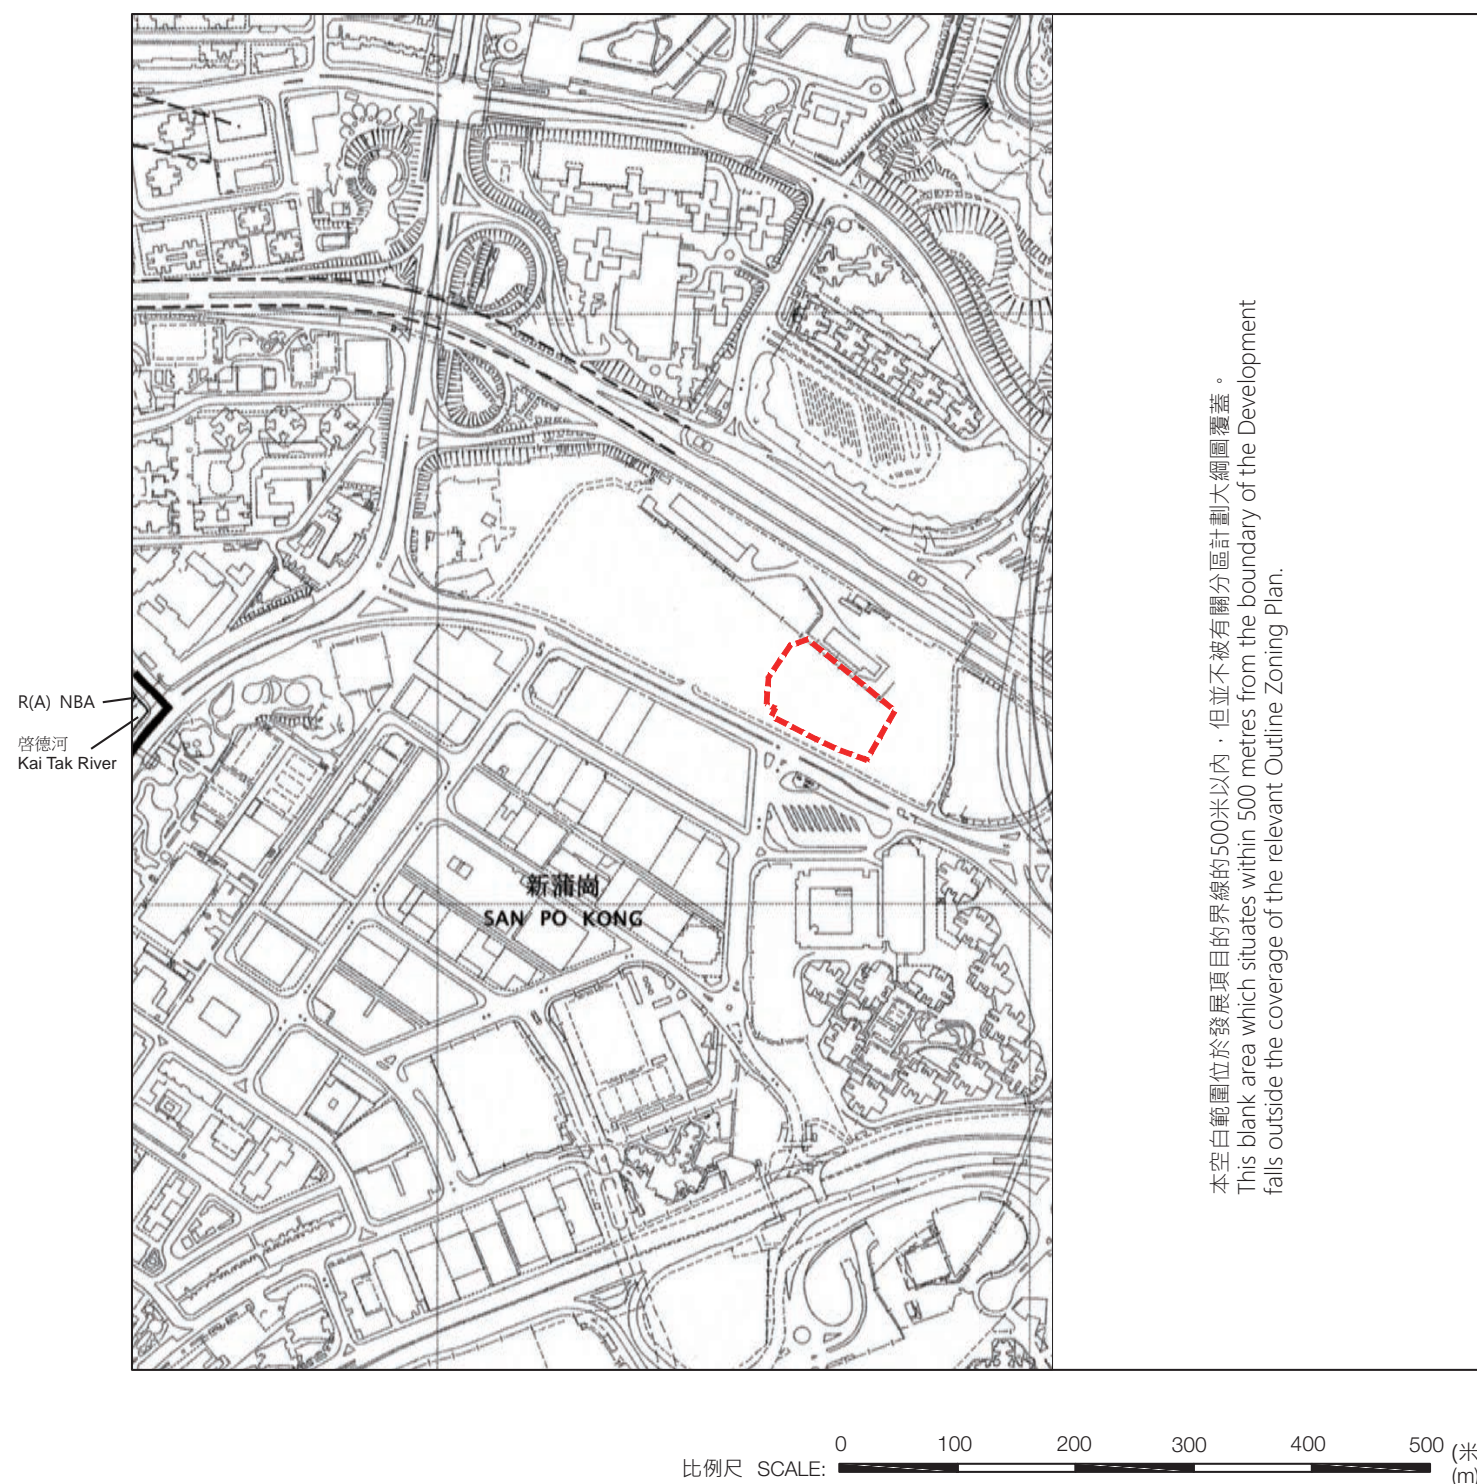 R(A) NBA
啓德河
Kai Tak River
新蒲崗
SAN PO KONG
本空白範圍位於發展項目的界線的500米以內，但並不被有關分區計劃大綱圖覆蓋。
This blank area which situates within 500 metres from the boundary of the Development
falls outside the coverage of the relevant Outline Zoning Plan.
比例尺 SCALE:
0 100 200 300 400 500 (米
(m)